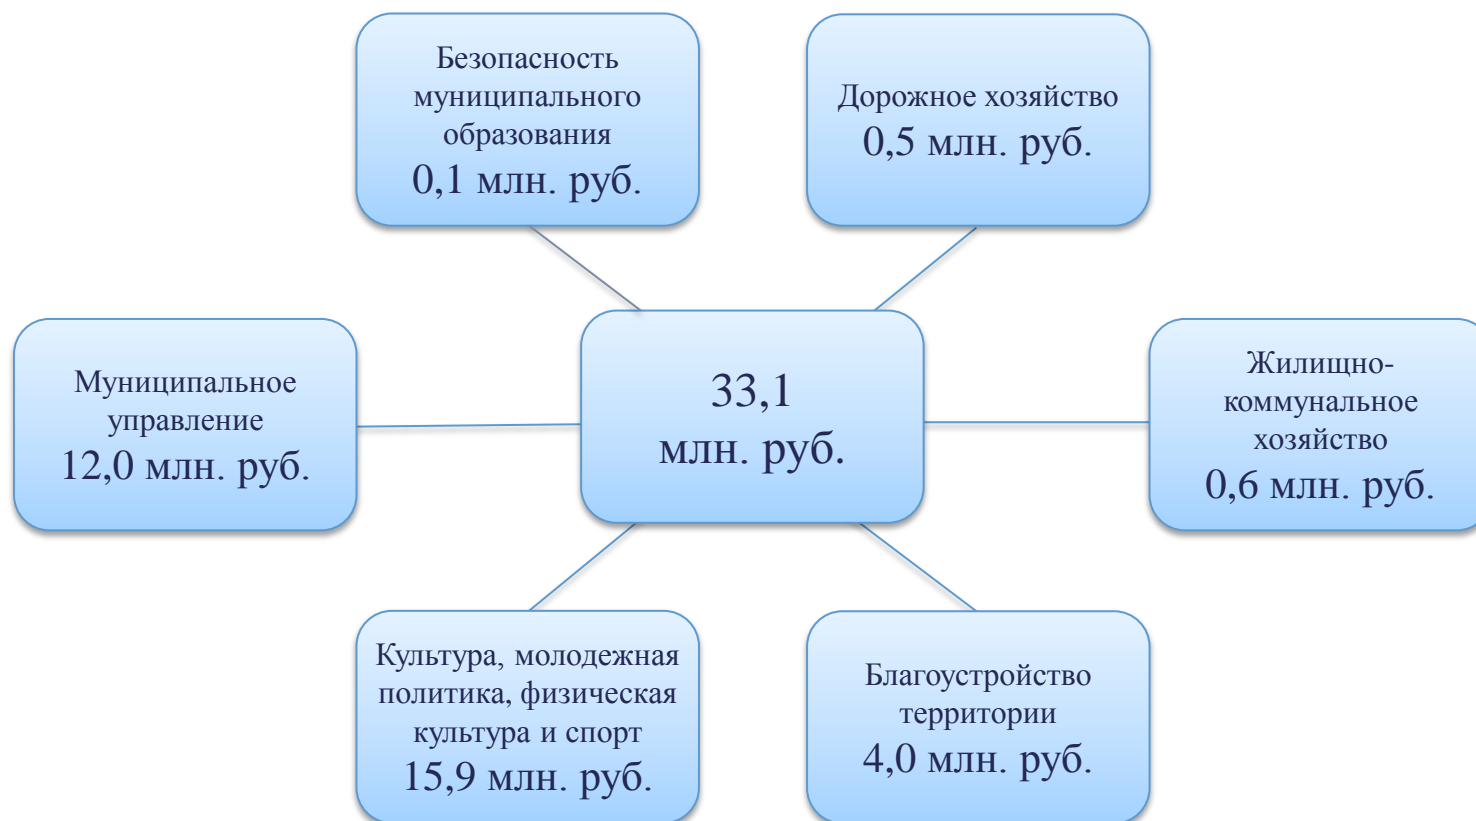 Безопасность
муниципального
образования
0,1 млн. руб.
Дорожное хозяйство
0,5 млн. руб.
Муниципальное
управление
12,0 млн. руб.
33,1
млн. руб.
Жилищно-
коммунальное
хозяйство
0,6 млн. руб.
Культура, молодежная
политика, физическая
культура и спорт
15,9 млн. руб.
Благоустройство
территории
4,0 млн. руб.